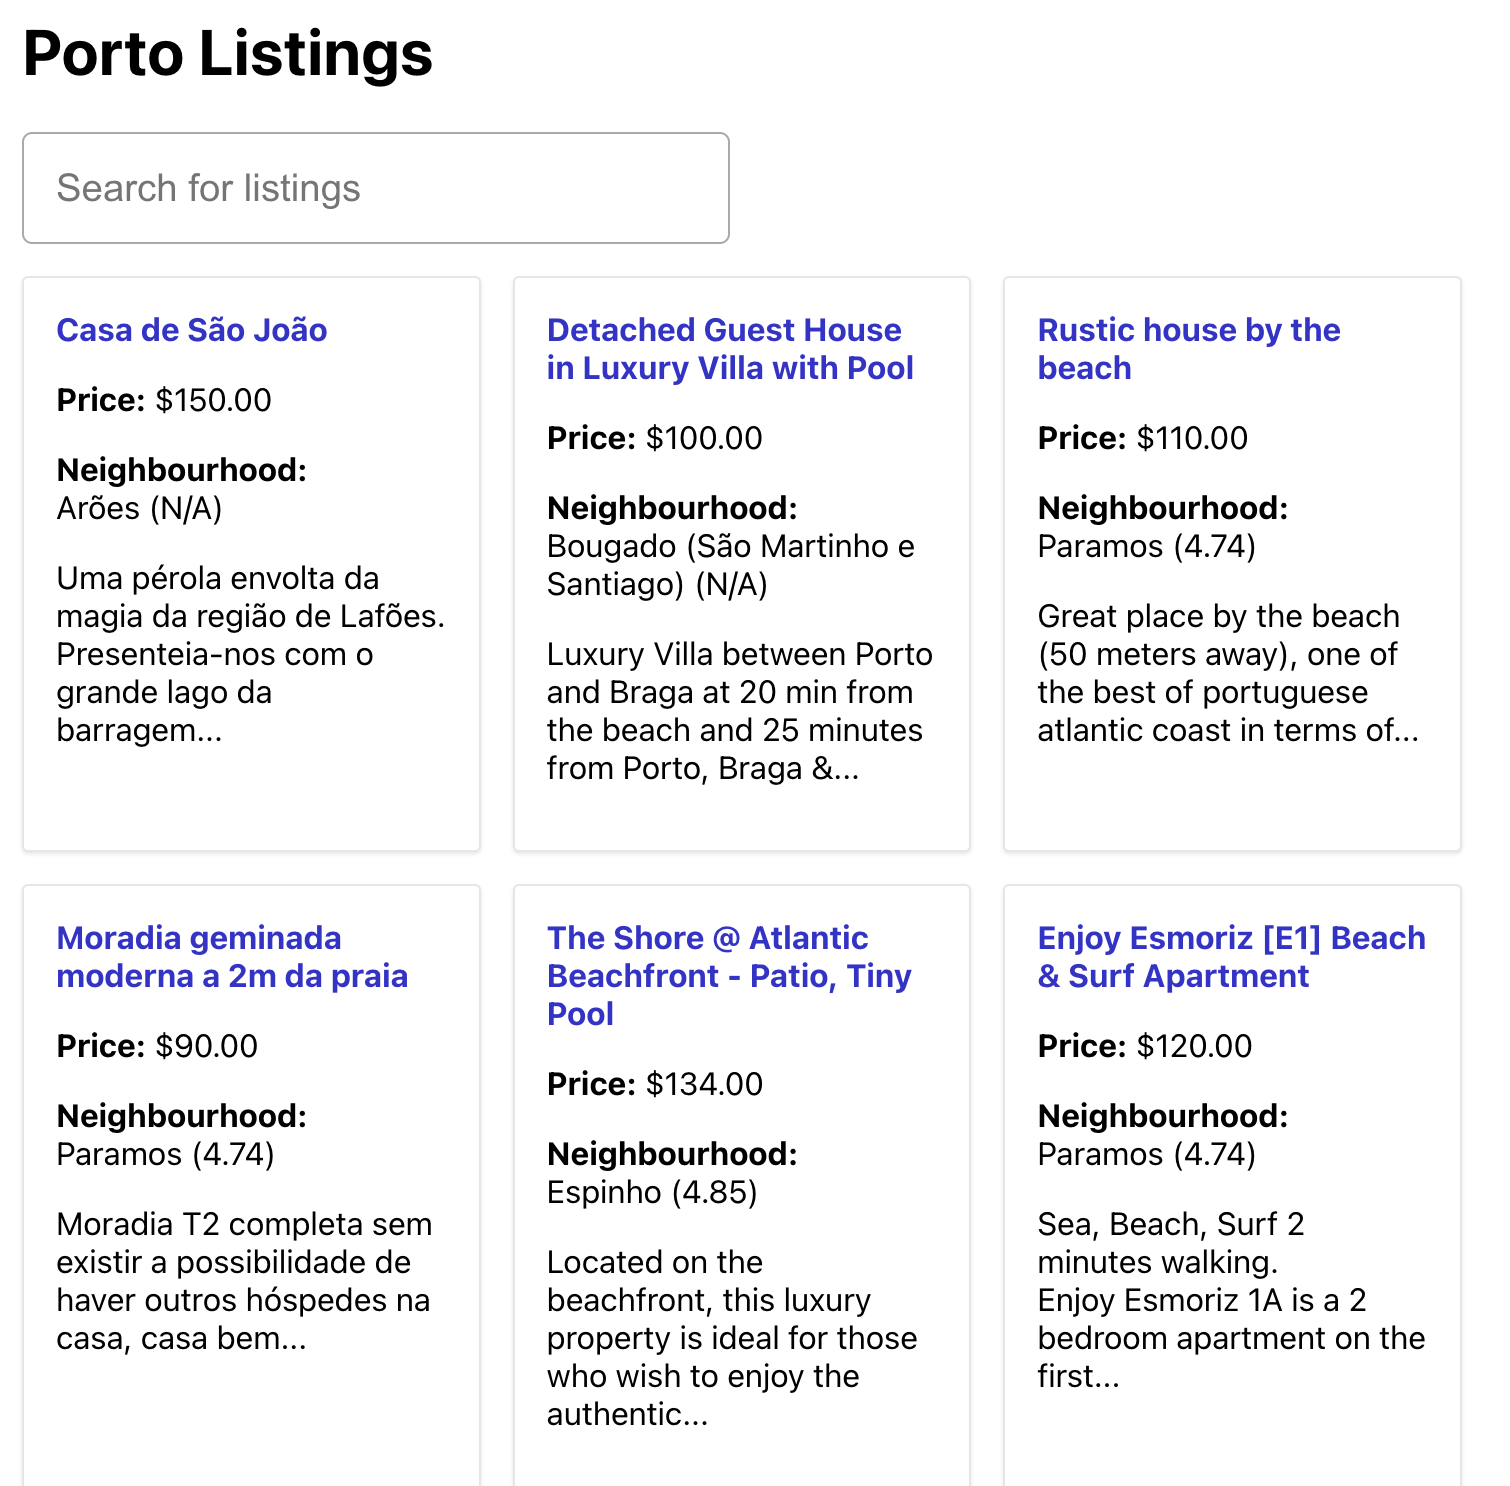 Porto Listings
Search for listings
Casa de São João
Price: $150.00
Neighbourhood:
Arões (N/A)
Uma pérola envolta da
magia da região de Lafões.
Presenteia-nos com o
grande lago da
barragem...
Detached Guest House
in Luxury Villa with Pool
Price: $100.00
Neighbourhood:
Bougado (São Martinho e
Santiago) (N/A)
Luxury Villa between Porto
and Braga at 20 min from
the beach and 25 minutes
from Porto, Braga &...
Rustic house by the
beach
Price: $110.00
Neighbourhood:
Paramos (4.74)
Great place by the beach
(50 meters away), one of
the best of portuguese
atlantic coast in terms of...
Moradia geminada
moderna a 2m da praia
Price: $90.00
Neighbourhood:
Paramos (4.74)
Moradia T2 completa sem
existir a possibilidade de
haver outros hóspedes na
casa, casa bem...
The Shore @ Atlantic
Beachfront - Patio, Tiny
Pool
Price: $134.00
Neighbourhood:
Espinho (4.85)
Located on the
beachfront, this luxury
property is ideal for those
who wish to enjoy the
authentic...
Enjoy Esmoriz [E1] Beach
& Surf Apartment
Price: $120.00
Neighbourhood:
Paramos (4.74)
Sea, Beach, Surf 2
minutes walking.
Enjoy Esmoriz 1A is a 2
bedroom apartment on the
first...